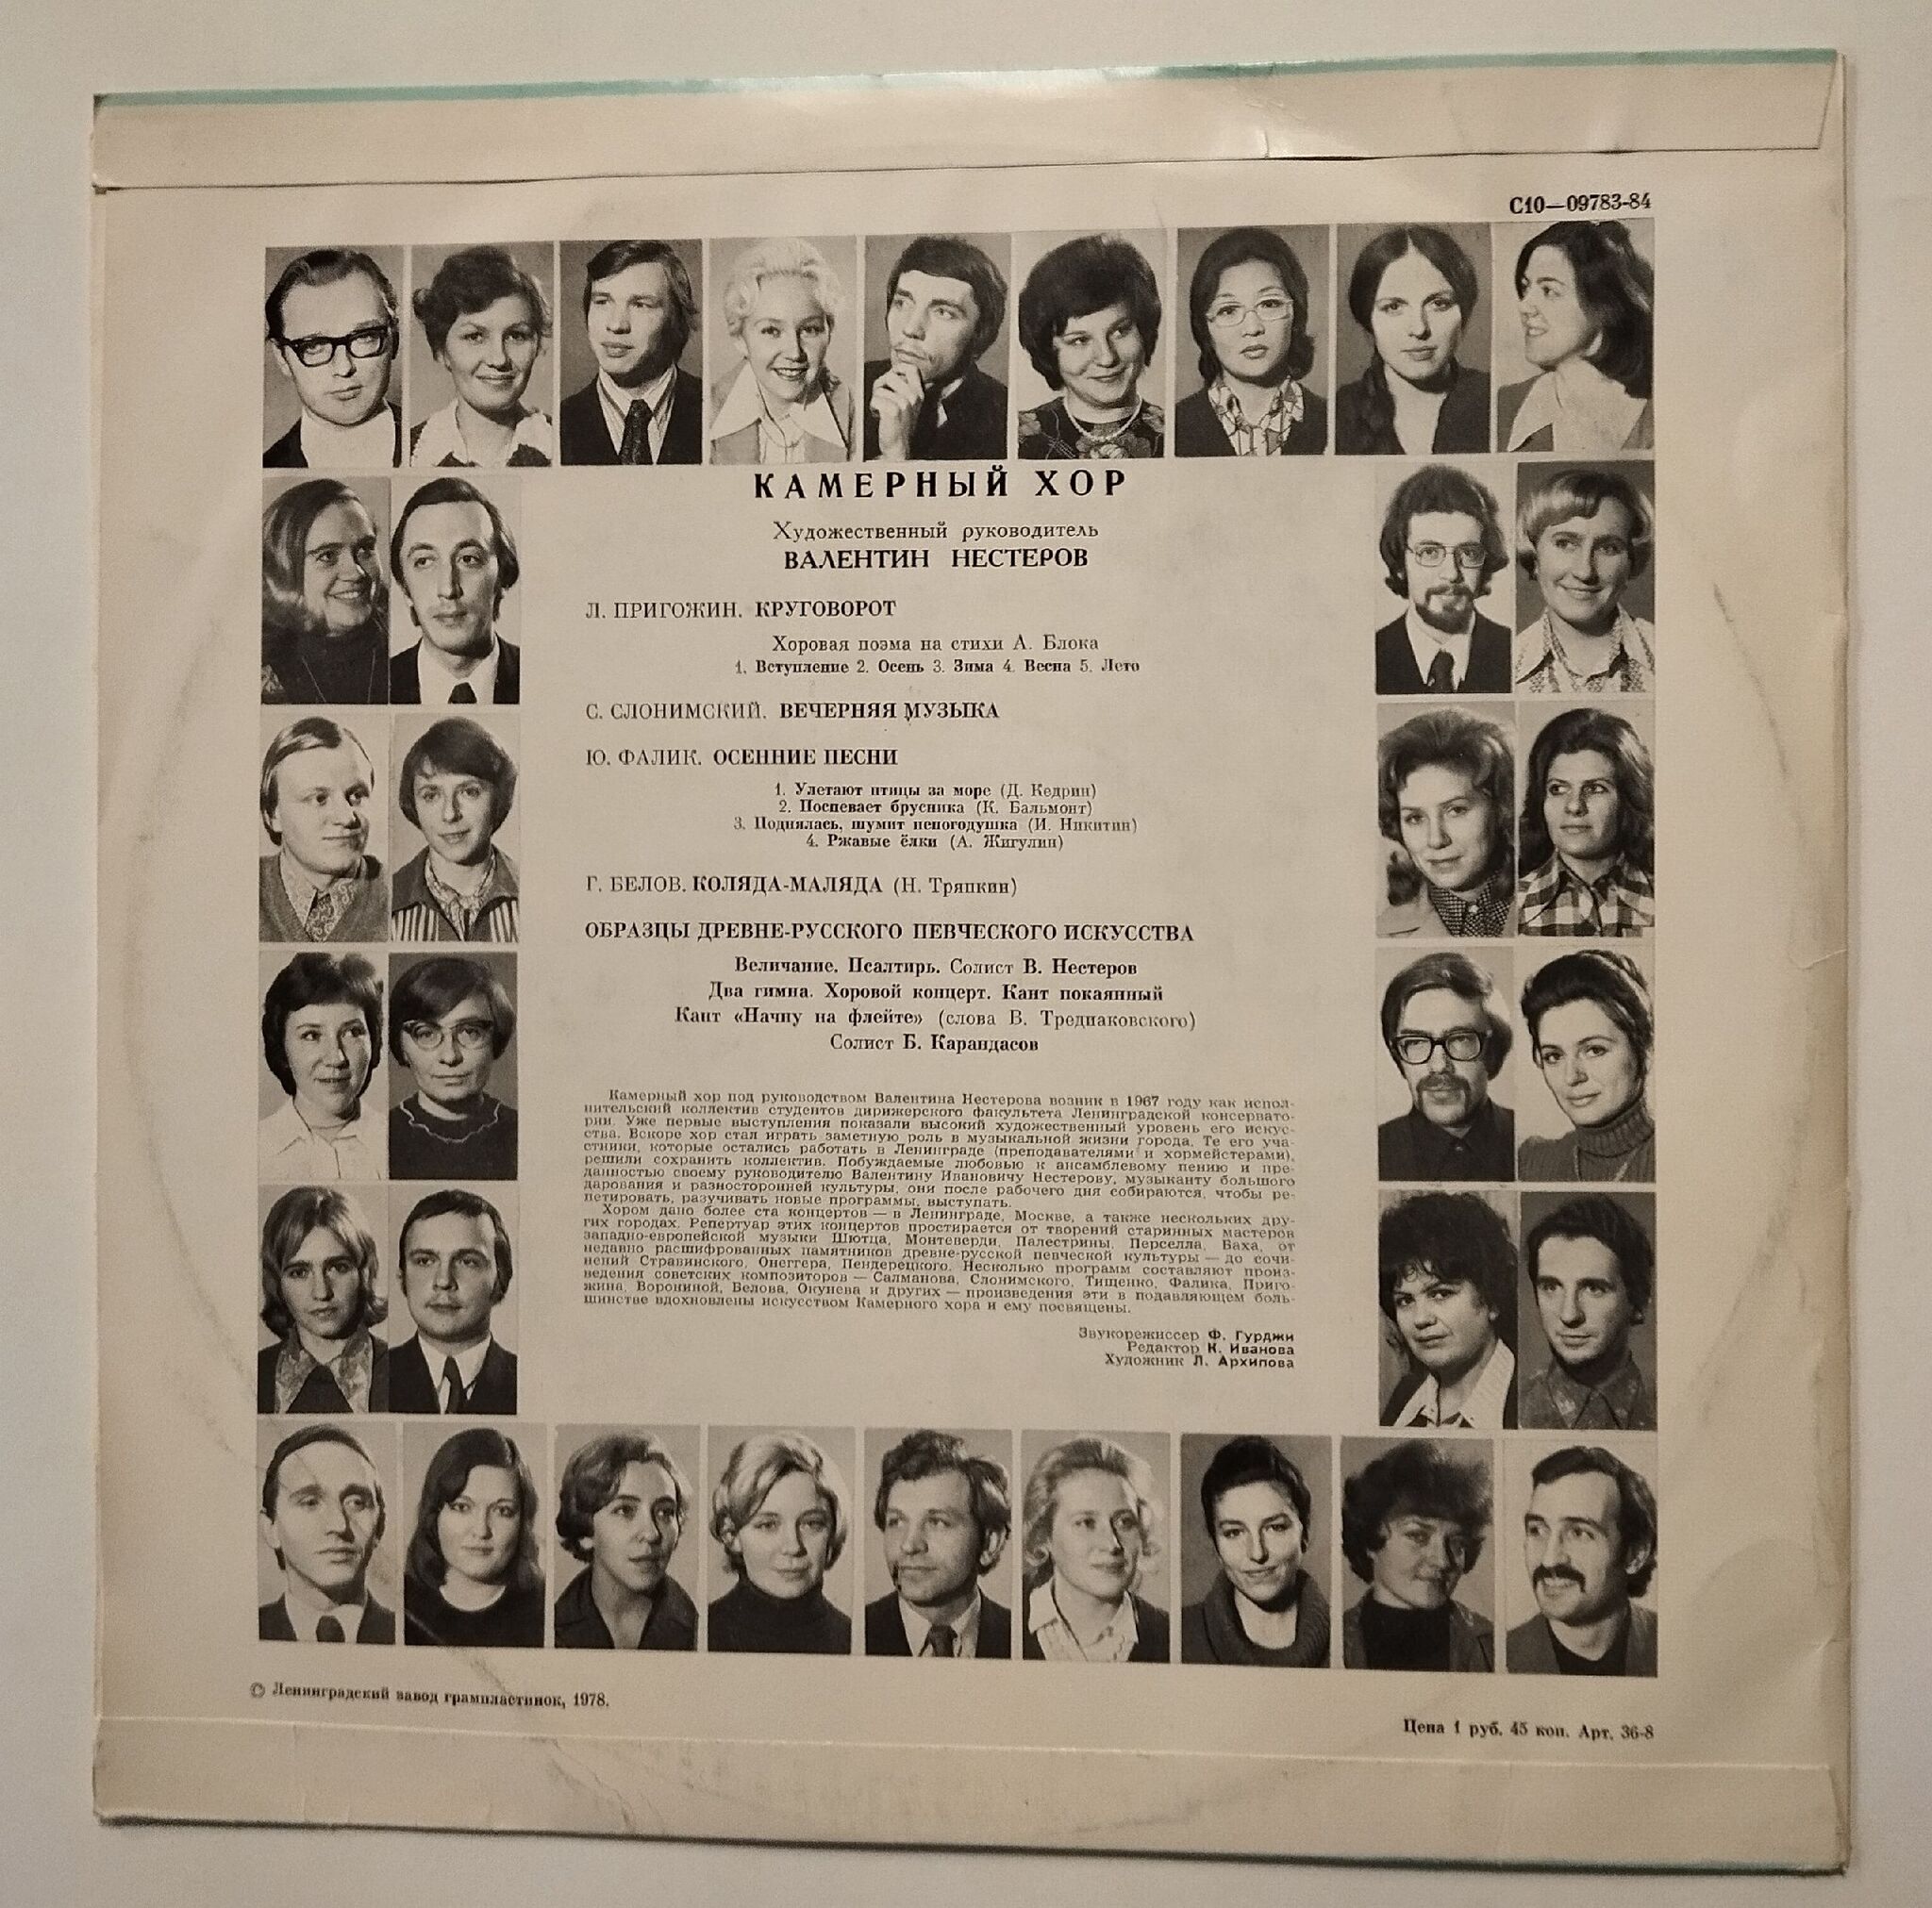 С10—09783-84
КАМЕРНЫЙ ХОР
Художественный руководитель
ВАЛЕНТИН НЕСТЕРОВ
Л. ПРИГОЖИН. КРУГОВОРОТ
Хоровая поэма на стихи А. Блока
1. Вступление 2. Осень 3. Зима 4. Весна 5. Лето
С. СЛОНИМСКИЙ. ВЕЧЕРНЯЯ МУЗЫКА
Ю. ФАЛИК. ОСЕННИЕ ПЕСНИ
1. Улетают птицы за море (Д. Кедрин)
2. Поспевает брусника (К. Бальмонт)
3. Поднялась, шумит непогодушка (И. Никитин)
4. Ржавые ёлки (А. Жигулин)
Г. БЕЛОВ. КОЛЯДА-МАЛЯДА (Н. Тряпкин)
ОБРАЗЦЫ ДРЕВНЕ-РУССКОГО ПЕВЧЕСКОГО ИСКУССТВА
Величание. Псалтирь. Солист В. Нестеров
Два гимна. Хоровой концерт. Кант покаянный
Кант «Начну на флейте» (слова В. Тредиаковского)
Солист Б. Карандасов
Камерный хор под руководством Валентина Нестерова возник в 1967 году как испол-
нительский коллектив студентов дирижерского факультета Ленинградской консервато-
рии. Уже первые выступления показали высокий художественный уровень его искус-
ства. Вскоре хор стал играть заметную роль в музыкальной жизни города. Те его уча-
стники, которые остались работать в Ленинграде (преподавателями и хормейстерами),
решили сохранить коллектив. Побуждаемые любовью к ансамблевому пению и пре-
данностью своему руководителю Валентину Ивановичу Нестерову, музыканту большого
дарования и разносторонней культуры, они после рабочего дня собираются, чтобы ре-
петировать, разучивать новые программы, выступать.
Хором дано более ста концертов — в Ленинграде, Москве, а также нескольких дру-
гих городах. Репертуар этих концертов простирается от творений старинных мастеров
западно-европейской музыки Шютца, Монтеверди, Палестрины, Перселла, Баха, от
недавно расшифрованных памятников древне-русской певческой культуры — до сочи-
нений Стравинского, Онеггера, Пендерецкого. Несколько программ составляют произ-
ведения советских композиторов — Салманова, Слонимского, Тищенко, Фалика, Приго-
жина, Ворониной, Белова, Окунева и других — произведения эти в подавляющем боль-
шинстве вдохновлены искусством Камерного хора и ему посвящены.
Звукорежиссер Ф. Гурджи
Редактор К. Иванова
Художник Л. Архипова
© Ленинградский завод грампластинок, 1978.
Цена 1 руб. 45 коп. Арт. 36-8